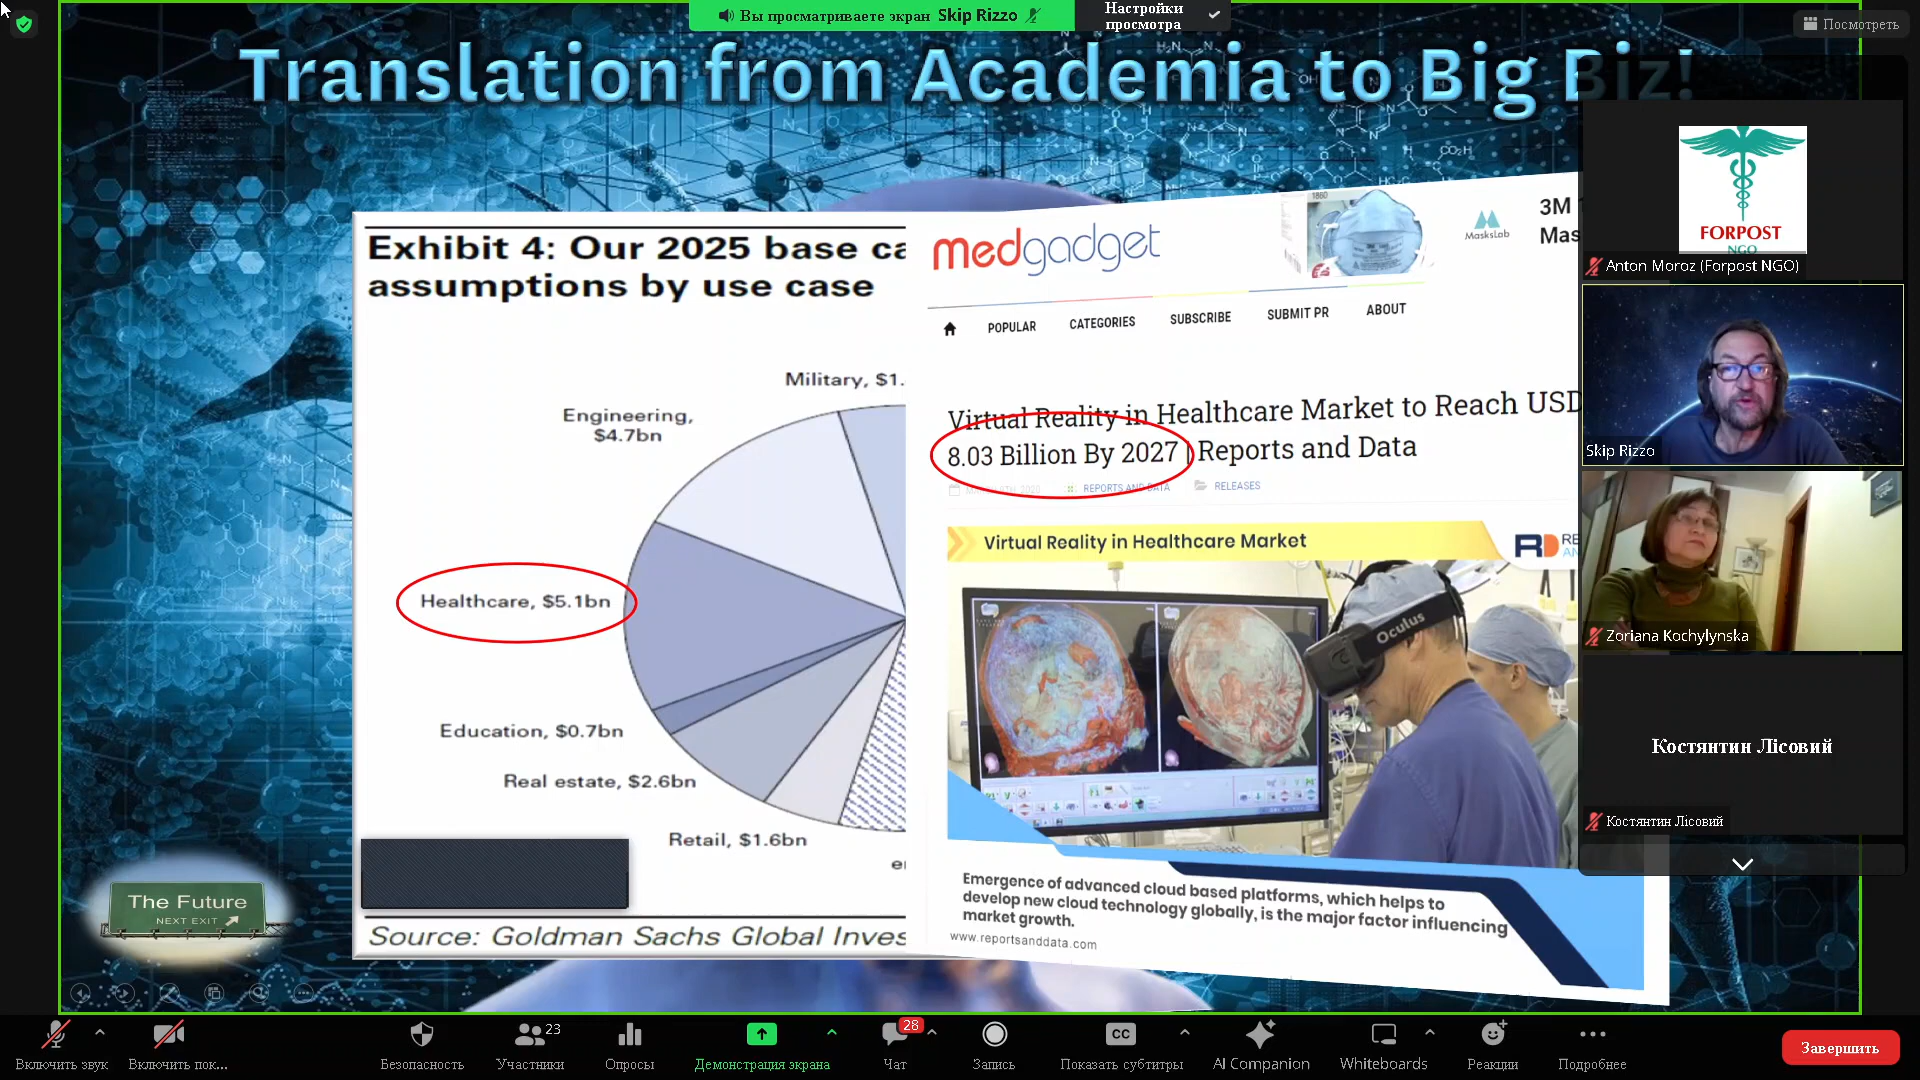 Вы просматриваете экран Skip Rizzo
Настройки
просмотра
Посмотреть
Translation from Academia to Big Biz!
Exhibit 4: Our 2025 base ca
assumptions by use case
Military, $1.
Engineering,
$4.7bn
Healthcare, $5.1bn
Education, $0.7bn
Real estate, $2.6bn
Retail, $1.6bn
Source: Goldman Sachs Global Inves
medgadget
1880
MasksLab
3M
Mas
POPULAR
CATEGORIES
SUBSCRIBE
SUBMIT PR
ABOUT
Virtual Reality in Healthcare Market to Reach USD
8.03 Billion By 2027 | Reports and Data
REPORTS AND DATA
RELEASES
Virtual Reality in Healthcare Market
RD
Oculus
Emergence of advanced cloud based platforms, which helps to
develop new cloud technology globally, is the major factor influencing
market growth.
www.reportsanddata.com
The Future
NEXT EXIT
FORPOST
NGO
Anton Moroz (Forpost NGO)
Skip Rizzo
Zoriana Kochylynska
Костянтин Лісовий
Костянтин Лісовий
Включить звук
Включить пок...
Безопасность
23
Участники
Опросы
Демонстрация экрана
28
Чат
Запись
CC
Показать субтитры
AI Companion
Whiteboards
Реакции
Подробнее
Завершить